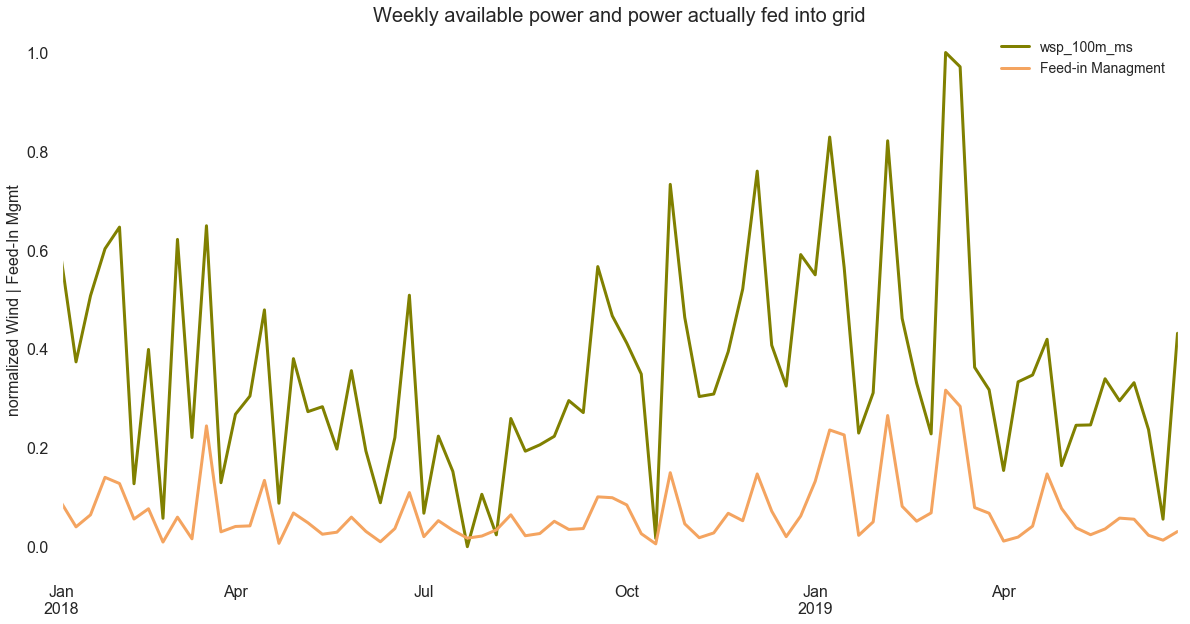 Weekly available power and power actually fed into grid
wsp_100m_ms
Feed-in Managment
normalized Wind | Feed-In Mgmt
1.0
0.8
0.6
0.4
0.2
0.0
Jan Apr Jul Oct Jan Apr
2018 2019